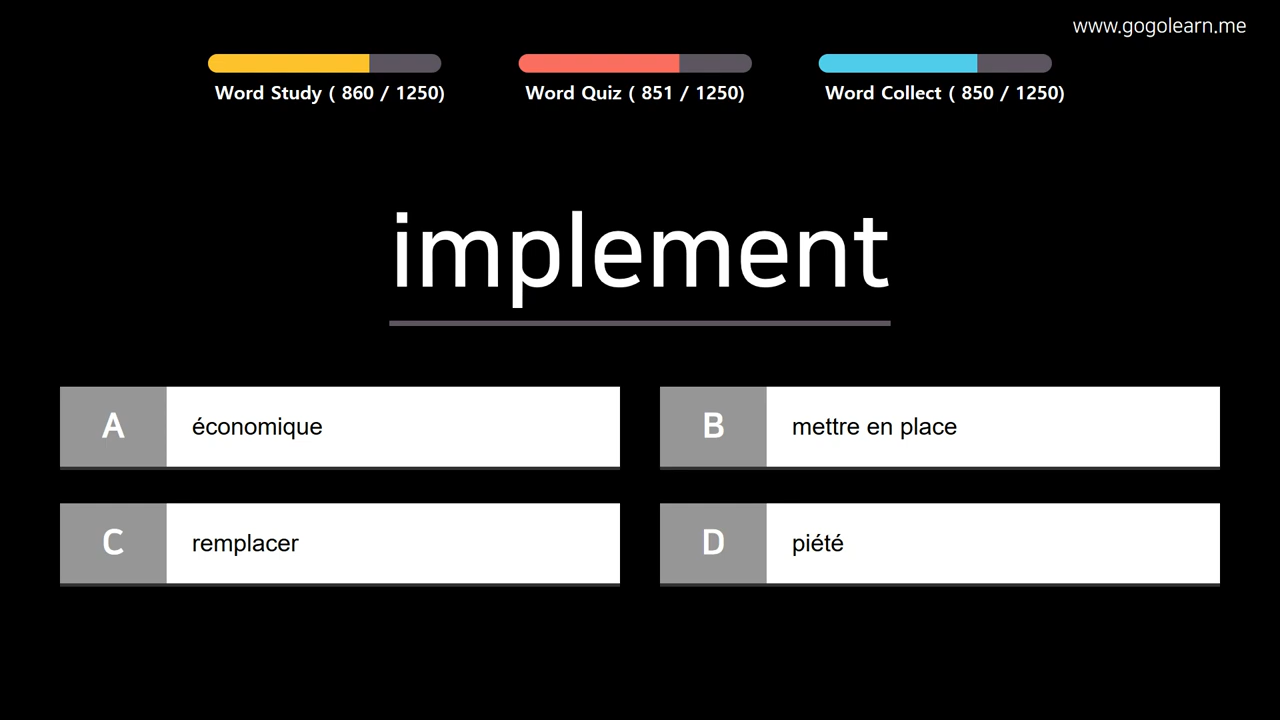 www.gogolearn.me
Word Study ( 860 / 1250)
Word Quiz ( 851 / 1250)
Word Collect ( 850 / 1250)
implement
A économique
B mettre en place
C remplacer
D piété